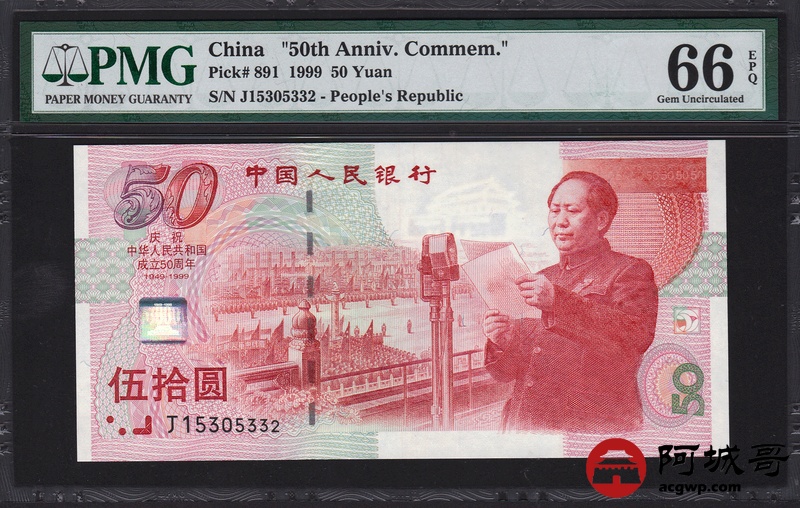 PMG
PAPER MONEY GUARANTY
China "50th Anniv. Commem."
Pick# 891 1999 50 Yuan
S/N J15305332 - People's Republic
66
EPQ
Gem Uncirculated
50
中国人民银行
庆祝
中华人民共和国
成立50周年
1949-1999
伍拾圆
J15305332
50
阿城哥
acgwp.com